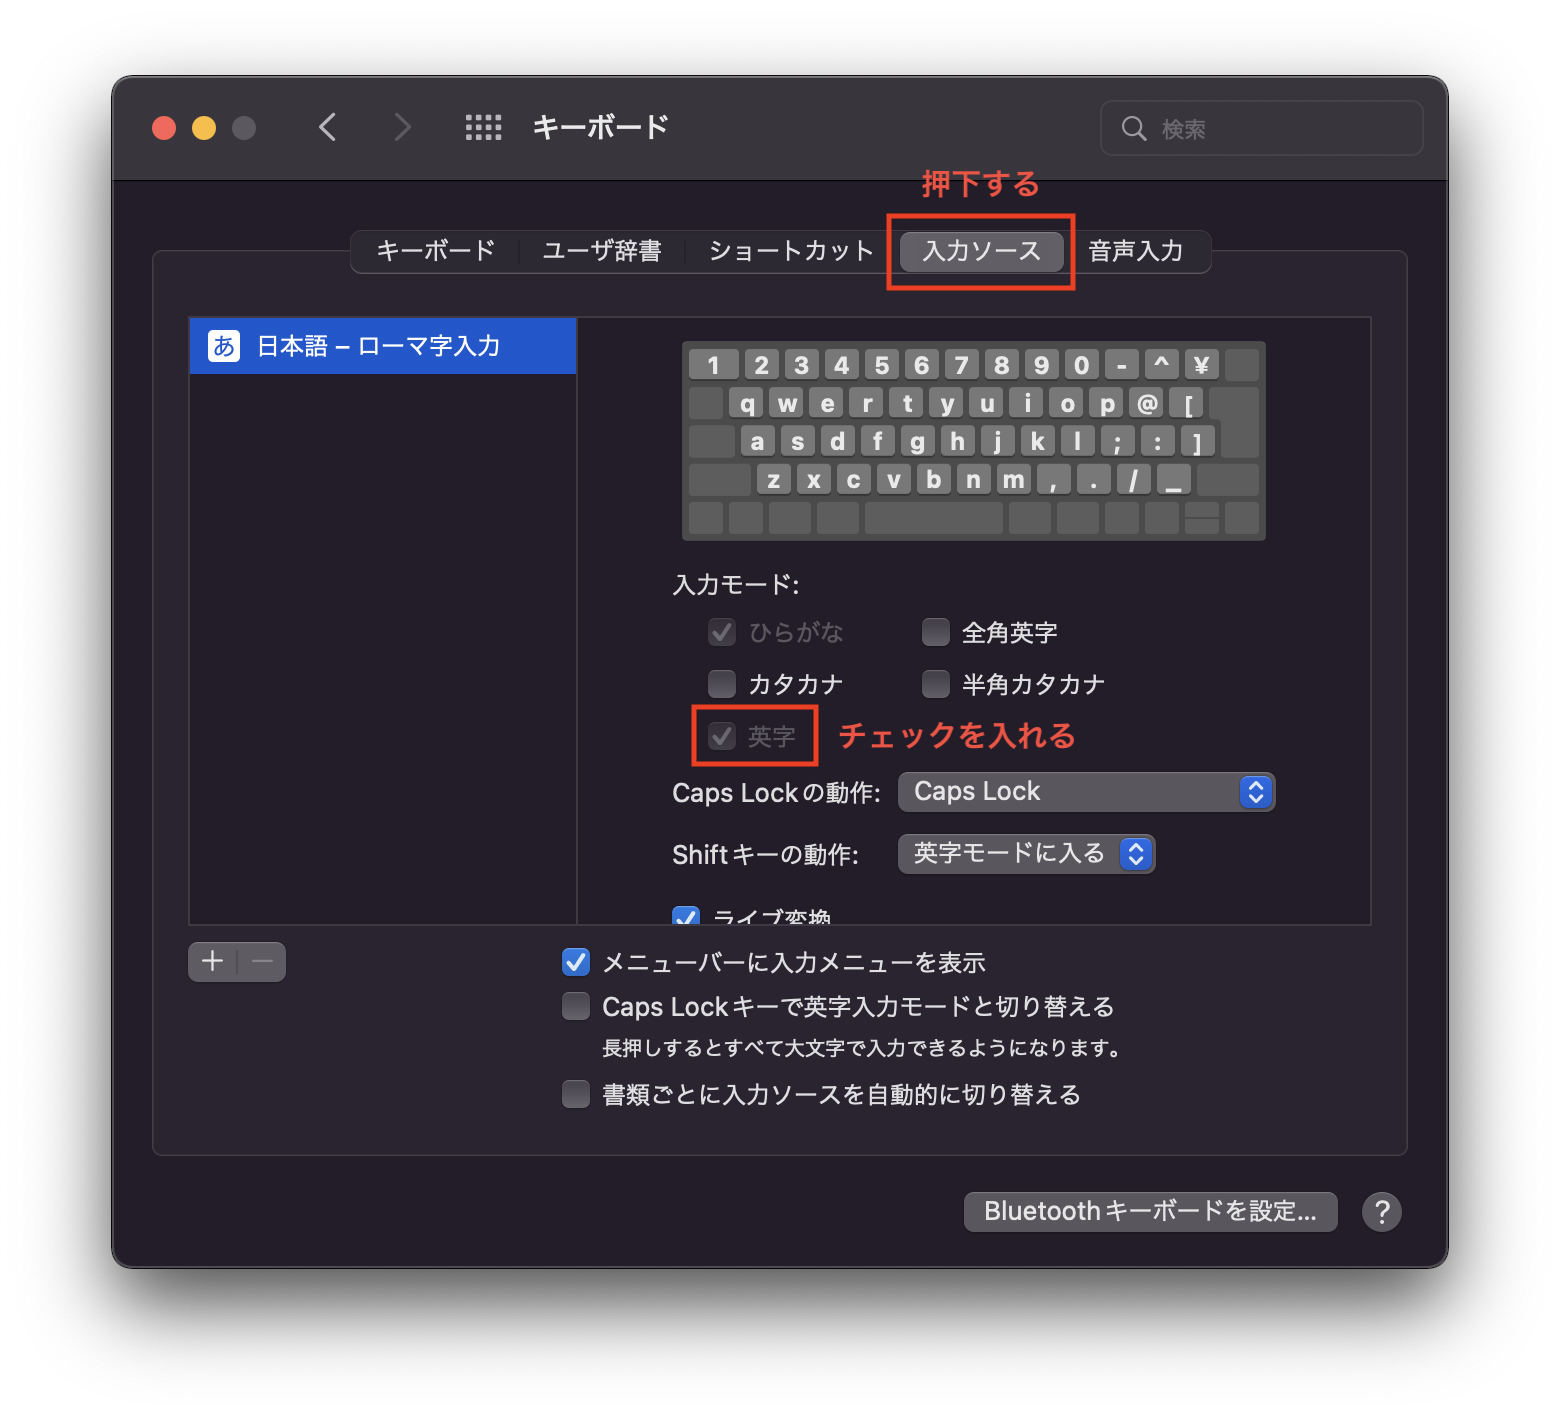 キーボード
検索
押下する
キーボード ユーザ辞書 ショートカット 入力ソース 音声入力
あ 日本語 – ローマ字入力
1 2 3 4 5 6 7 8 9 0 - ^ ¥
q w e r t y u i o p @ [
a s d f g h j k l ; : ]
z x c v b n m , . / _
入力モード:
ひらがな 全角英字
カタカナ 半角カタカナ
英字 チェックを入れる
Caps Lockの動作: Caps Lock
Shiftキーの動作: 英字モードに入る
ライブ変換
メニューバーに入力メニューを表示
Caps Lockキーで英字入力モードと切り替える
長押しするとすべて大文字で入力できるようになります。
書類ごとに入力ソースを自動的に切り替える
Bluetoothキーボードを設定... ?